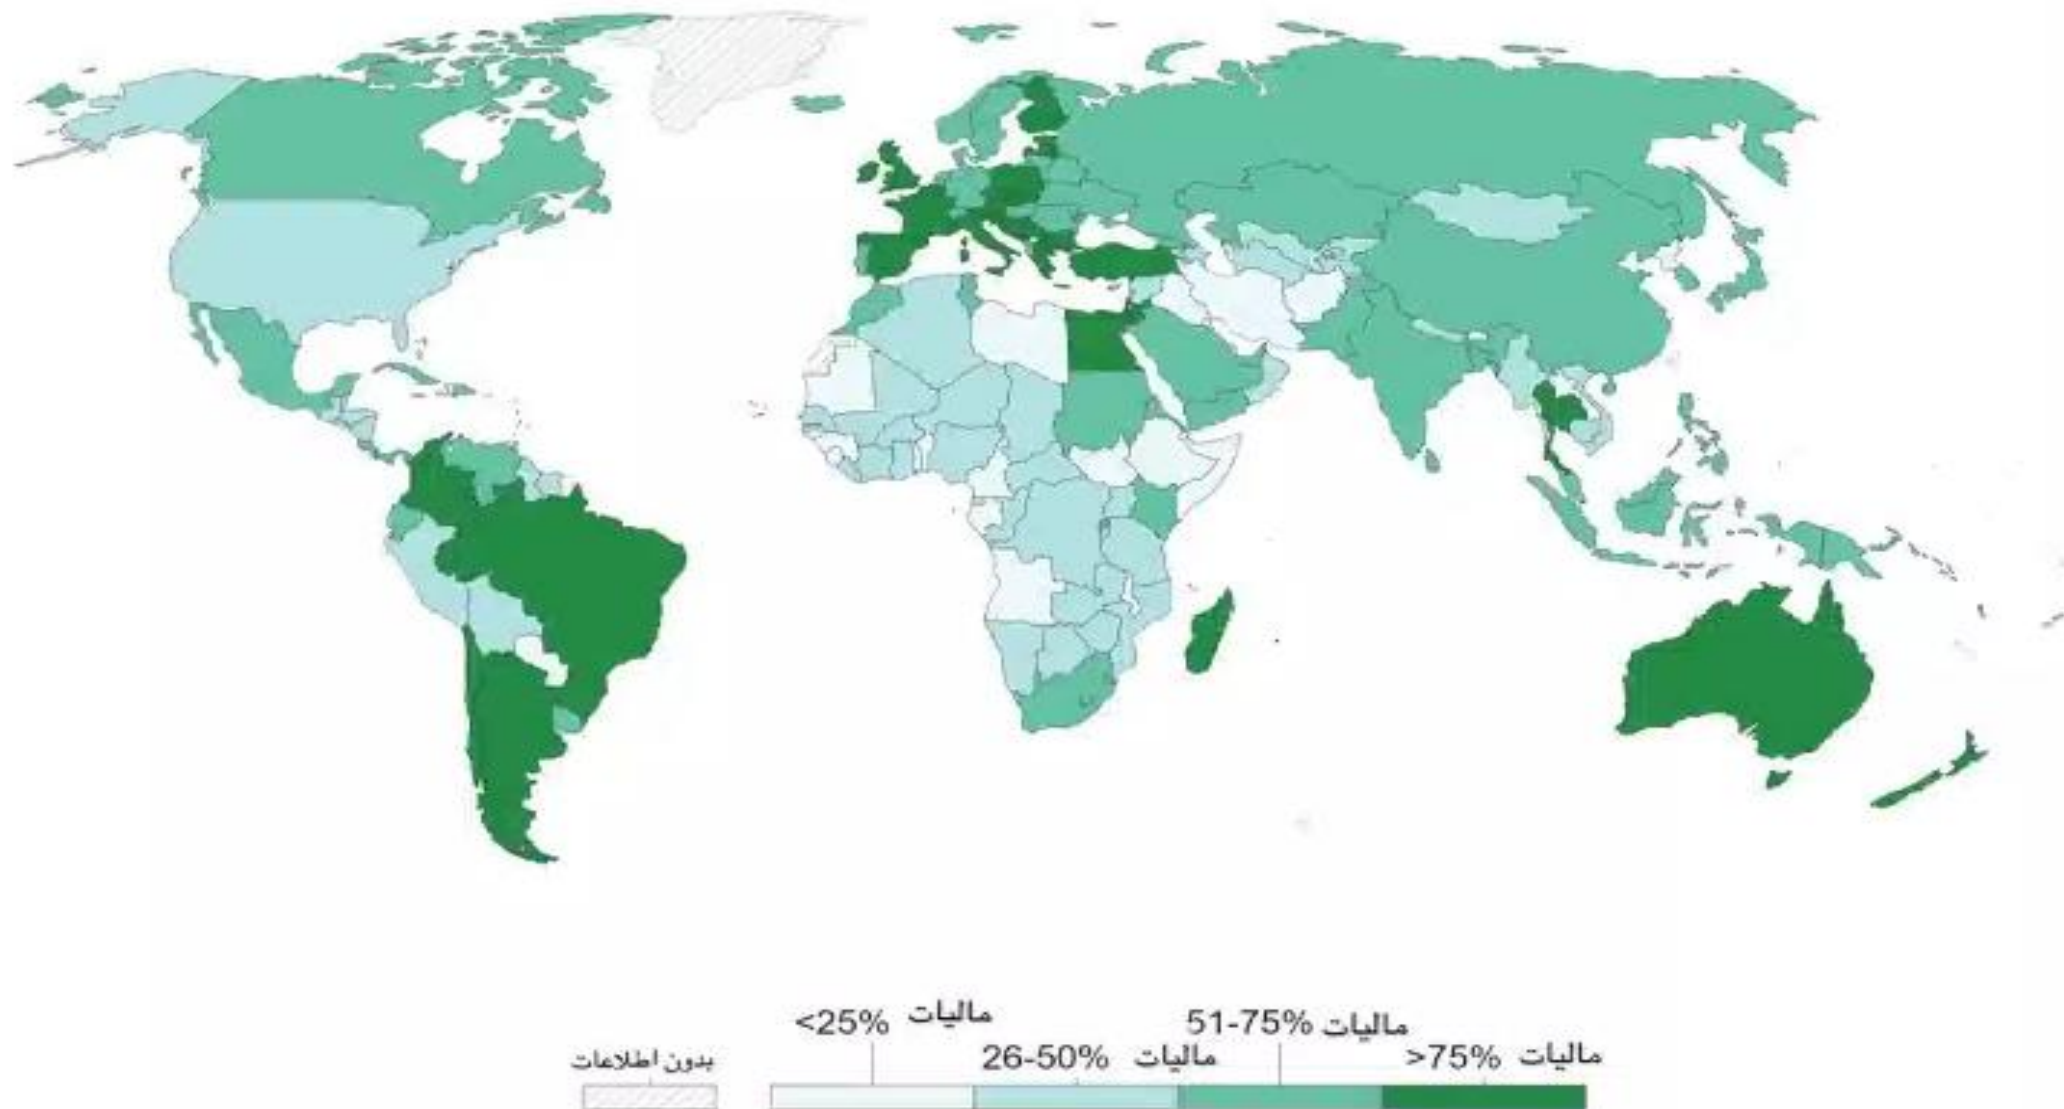 مالیات <25%
مالیات 51-75%
بدون اطلاعات
مالیات 26-50%
مالیات >75%